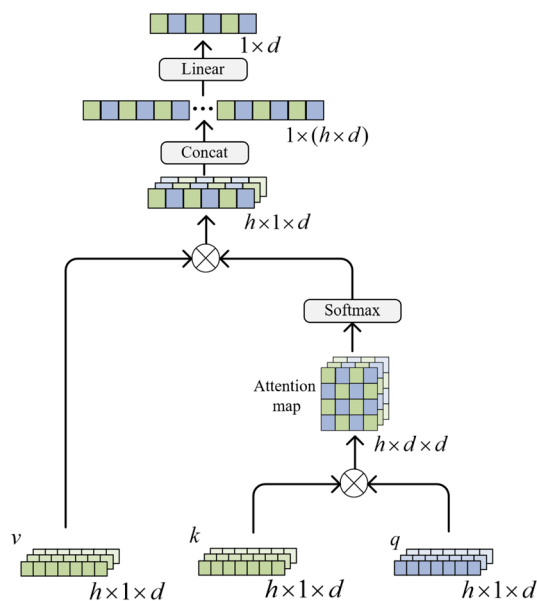 1×d
Linear
...
1×(h×d)
Concat
h×1×d
Softmax
Attention
map
h×d×d
v
k
q
h×1×d
h×1×d
h×1×d